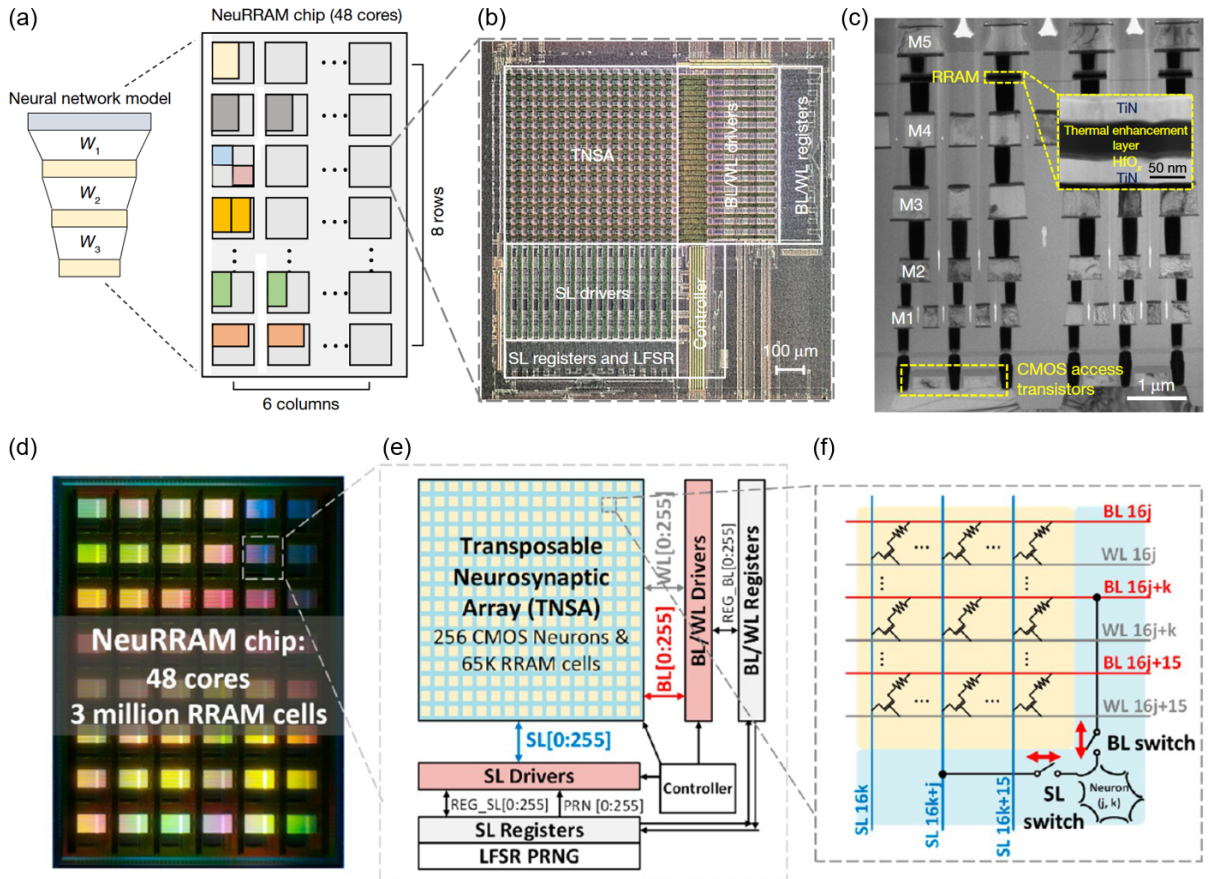 (a)
NeuRRAM chip (48 cores)
Neural network model
W1
W2
W3
8 rows
6 columns
(b)
TNSA
BL/WL drivers
BL/WL registers
SL drivers
Controller
SL registers and LFSR
100 µm
(c)
M5
RRAM
TiN
Thermal enhancement
layer
HfOx
50 nm
TiN
M4
M3
M2
M1
CMOS access
transistors
1 µm
(d)
NeuRRAM chip:
48 cores
3 million RRAM cells
(e)
Transposable
Neurosynaptic
Array (TNSA)
256 CMOS Neurons &
65K RRAM cells
WL[0:255]
BL[0:255]
BL/WL Drivers
REG_BL[0:255]
BL/WL Registers
SL[0:255]
SL Drivers
Controller
REG_SL[0:255]
PRN [0:255]
SL Registers
LFSR PRNG
(f)
BL 16j
WL 16j
BL 16j+k
WL 16j+k
BL 16j+15
WL 16j+15
BL switch
SL
switch
Neuron
(j, k)
SL 16k
SL 16k+j
SL 16k+15